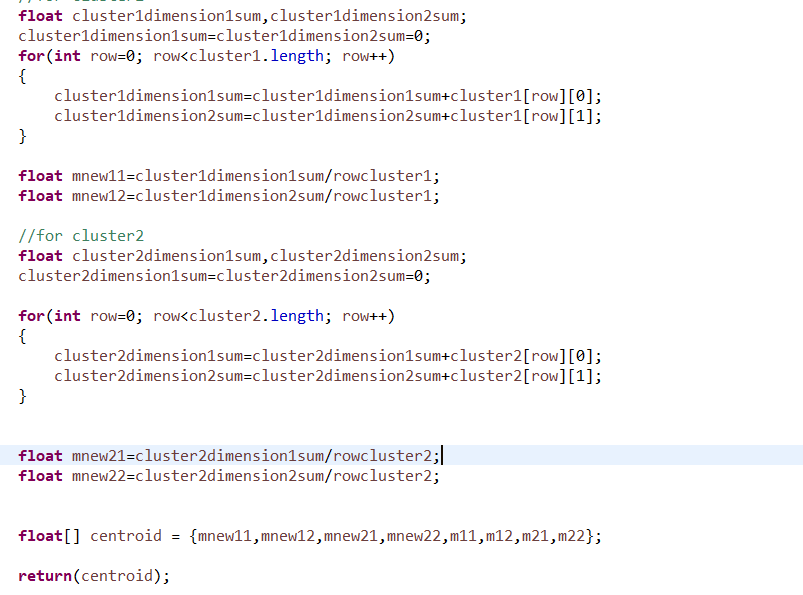 //for cluster1
float cluster1dimension1sum,cluster1dimension2sum;
cluster1dimension1sum=cluster1dimension2sum=0;
for(int row=0; row<cluster1.length; row++)
{
    cluster1dimension1sum=cluster1dimension1sum+cluster1[row][0];
    cluster1dimension2sum=cluster1dimension2sum+cluster1[row][1];
}
float mnew11=cluster1dimension1sum/rowcluster1;
float mnew12=cluster1dimension2sum/rowcluster1;
//for cluster2
float cluster2dimension1sum,cluster2dimension2sum;
cluster2dimension1sum=cluster2dimension2sum=0;
for(int row=0; row<cluster2.length; row++)
{
    cluster2dimension1sum=cluster2dimension1sum+cluster2[row][0];
    cluster2dimension2sum=cluster2dimension2sum+cluster2[row][1];
}
float mnew21=cluster2dimension1sum/rowcluster2;
float mnew22=cluster2dimension2sum/rowcluster2;
float[] centroid = {mnew11,mnew12,mnew21,mnew22,m11,m12,m21,m22};
return(centroid);